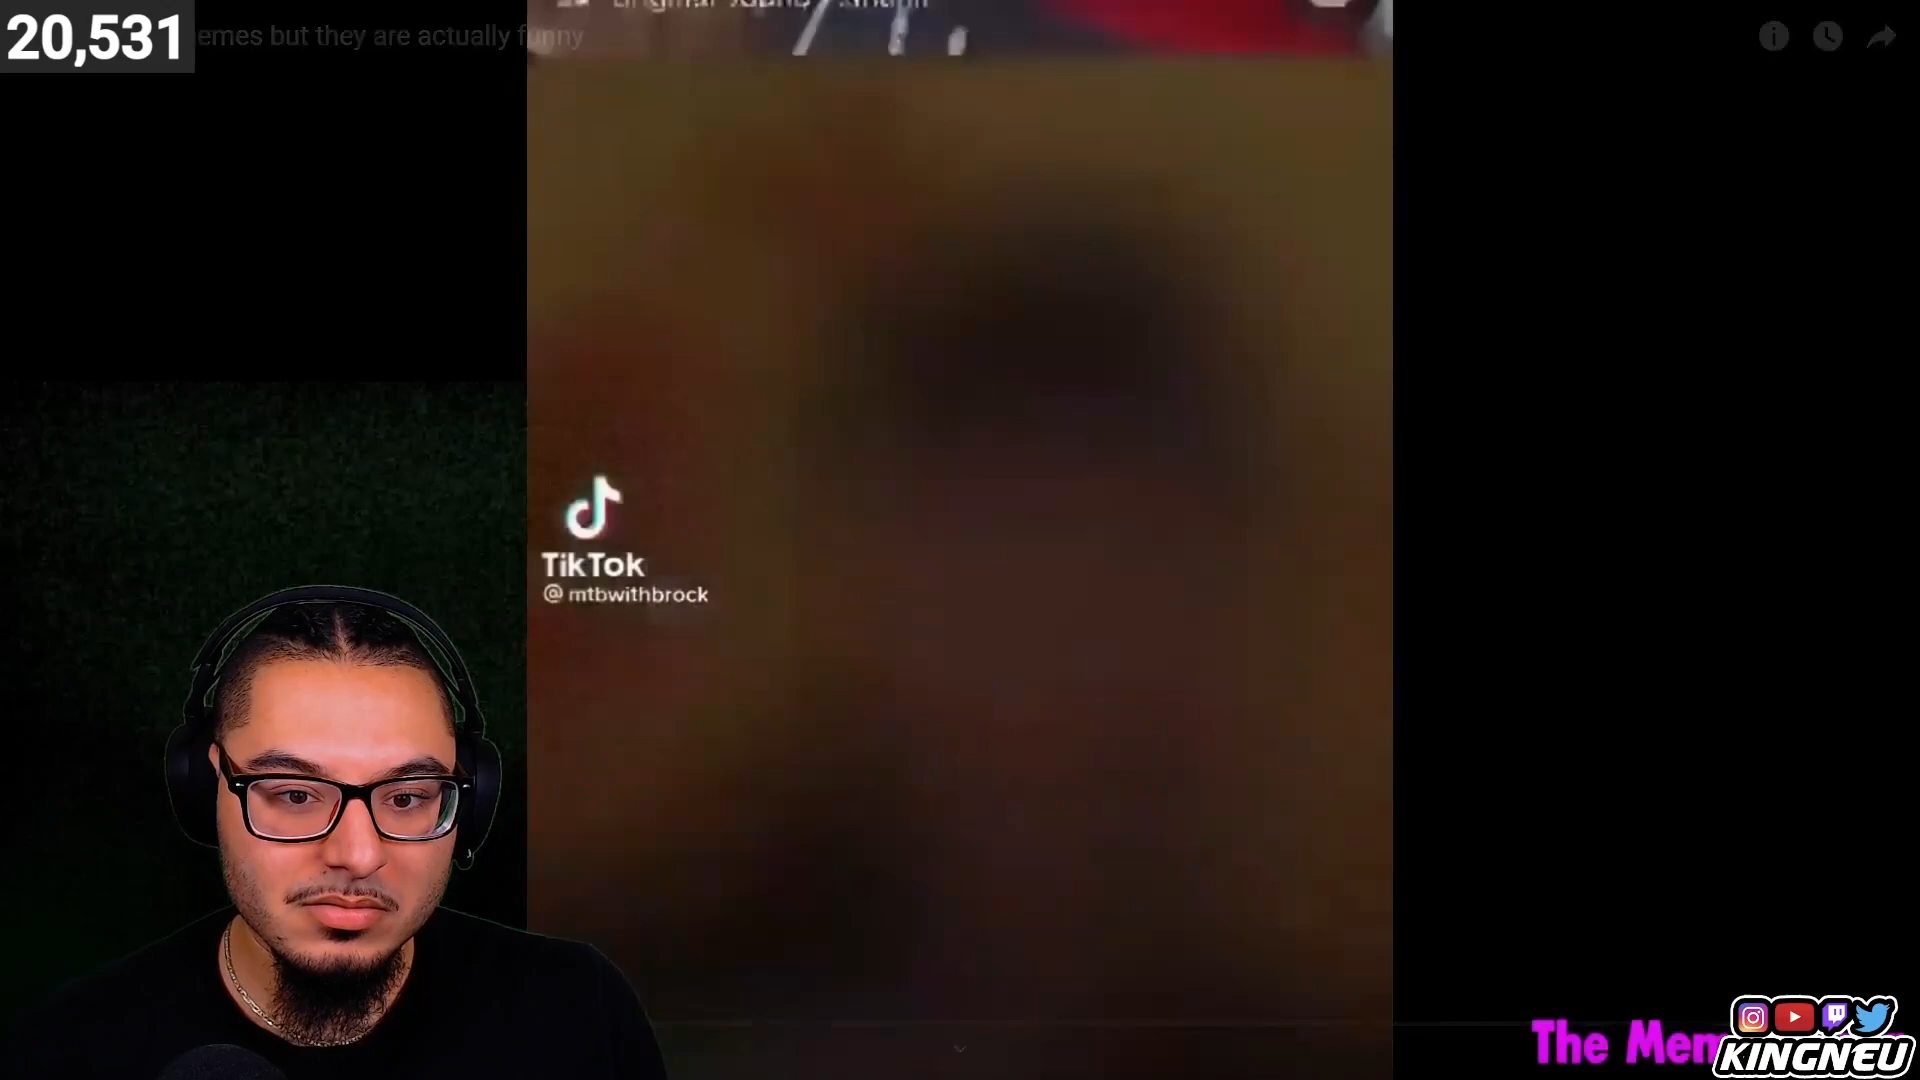 20,531
emes but they are actually funny
TikTok
@mtbwithbrock
The Mem
KINGNEU